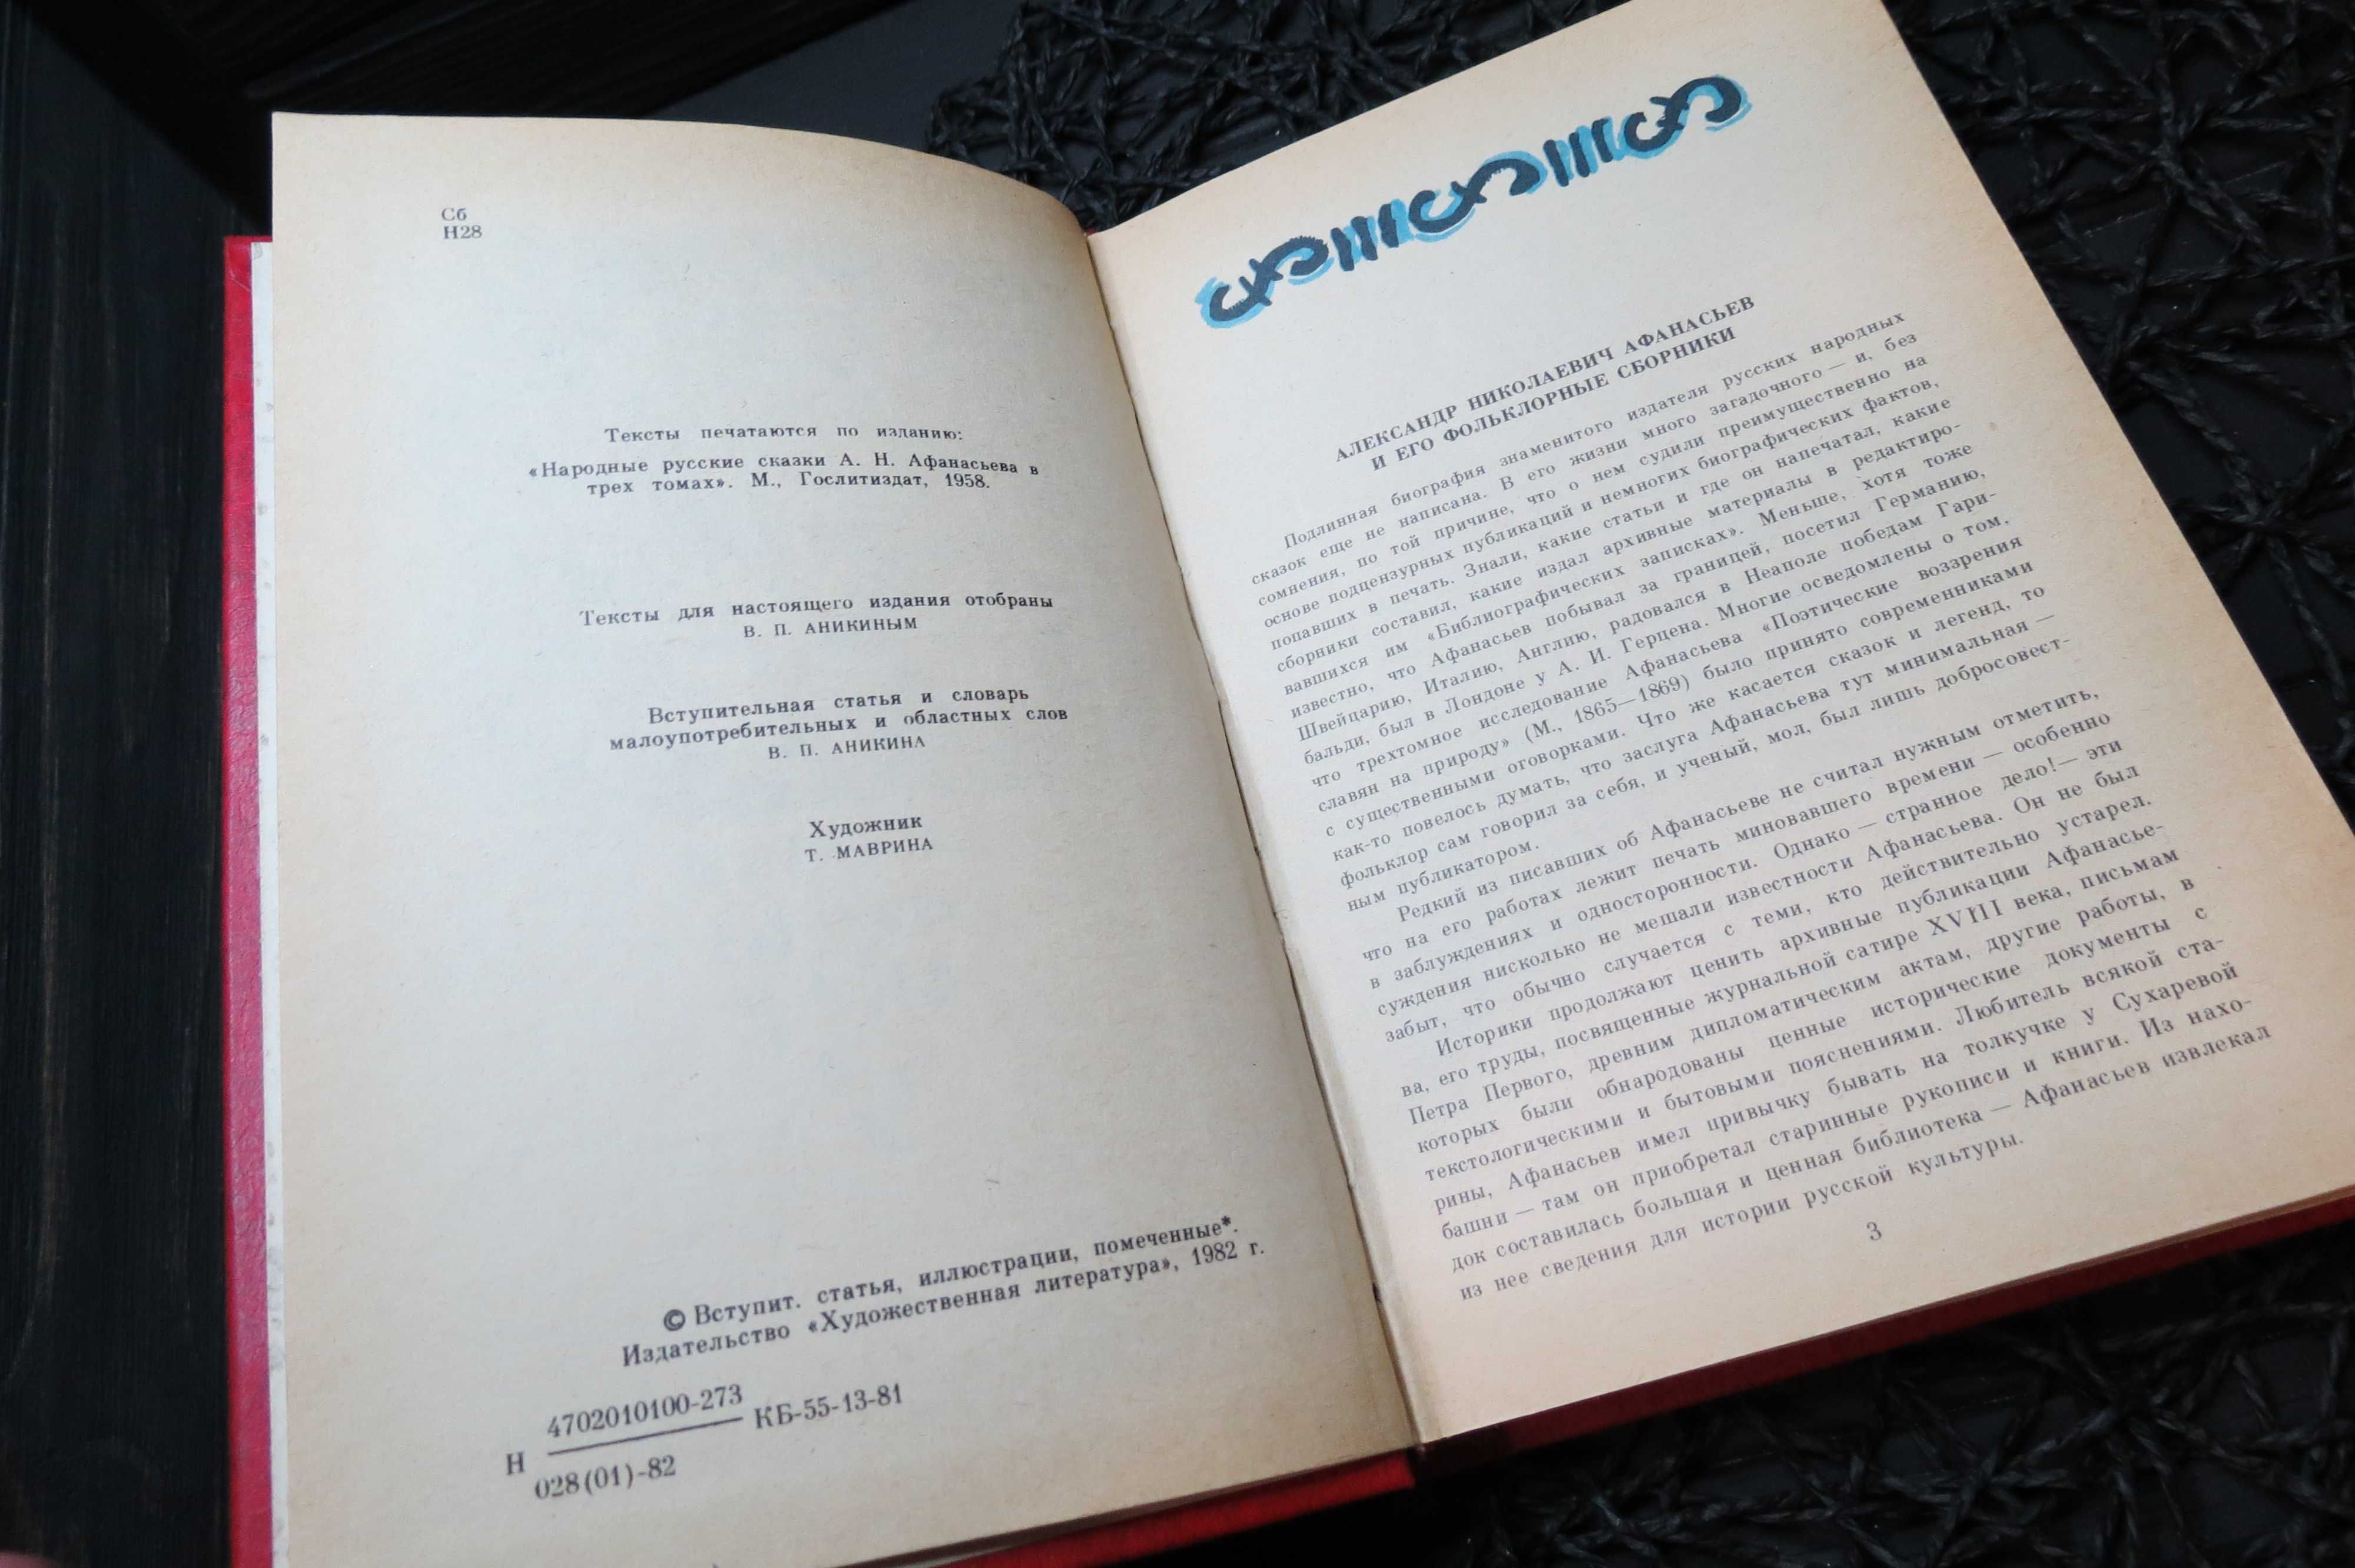 Сб
Н28
Тексты печатаются по изданию:
«Народные русские сказки А. Н. Афанасьева в
трех томах». М., Гослитиздат, 1958.
Тексты для настоящего издания отобраны
В. П. АНИКИНЫМ
Вступительная статья и словарь
малоупотребительных и областных слов
В. П. АНИКИНА
Художник
Т. МАВРИНА
© Вступит. статья, иллюстрации, помеченные*.
Издательство «Художественная литература», 1982 г.
Н 4702010100-273 КБ-55-13-81
028(01)-82
АЛЕКСАНДР НИКОЛАЕВИЧ АФАНАСЬЕВ
И ЕГО ФОЛЬКЛОРНЫЕ СБОРНИКИ
Подлинная биография знаменитого издателя русских народных
сказок еще не написана. В его жизни много загадочного — и, без
сомнения, по той причине, что о нем судили преимущественно на
основе подцензурных публикаций и немногих биографических фактов,
попавших в печать. Знали, какие статьи и где он напечатал, какие
сборники составил, какие издал архивные материалы в редактиро-
вавшихся им «Библиографических записках». Меньше, хотя тоже
известно, что Афанасьев побывал за границей, посетил Германию,
Швейцарию, Италию, Англию, радовался в Неаполе победам Гари-
бальди, был в Лондоне у А. И. Герцена. Многие осведомлены о том,
что трехтомное исследование Афанасьева «Поэтические воззрения
славян на природу» (М., 1865—1869) было принято современниками
с существенными оговорками. Что же касается сказок и легенд, то
как-то повелось думать, что заслуга Афанасьева тут минимальная —
фольклор сам говорил за себя, и ученый, мол, был лишь добросовест-
ным публикатором.
Редкий из писавших об Афанасьеве не считал нужным отметить,
что на его работах лежит печать миновавшего времени — особенно
в заблуждениях и односторонности. Однако — странное дело! — эти
суждения нисколько не мешали известности Афанасьева. Он не был
забыт, что обычно случается с теми, кто действительно устарел.
Историки продолжают ценить архивные публикации Афанасье-
ва, его труды, посвященные журнальной сатире XVIII века, письмам
Петра Первого, древним дипломатическим актам, другие работы, в
которых были обнародованы ценные исторические документы с
текстологическими и бытовыми пояснениями. Любитель всякой ста-
рины, Афанасьев имел привычку бывать на толкучке у Сухаревой
башни — там он приобретал старинные рукописи и книги. Из нахо-
док составилась большая и ценная библиотека — Афанасьев извлекал
из нее сведения для истории русской культуры.
3